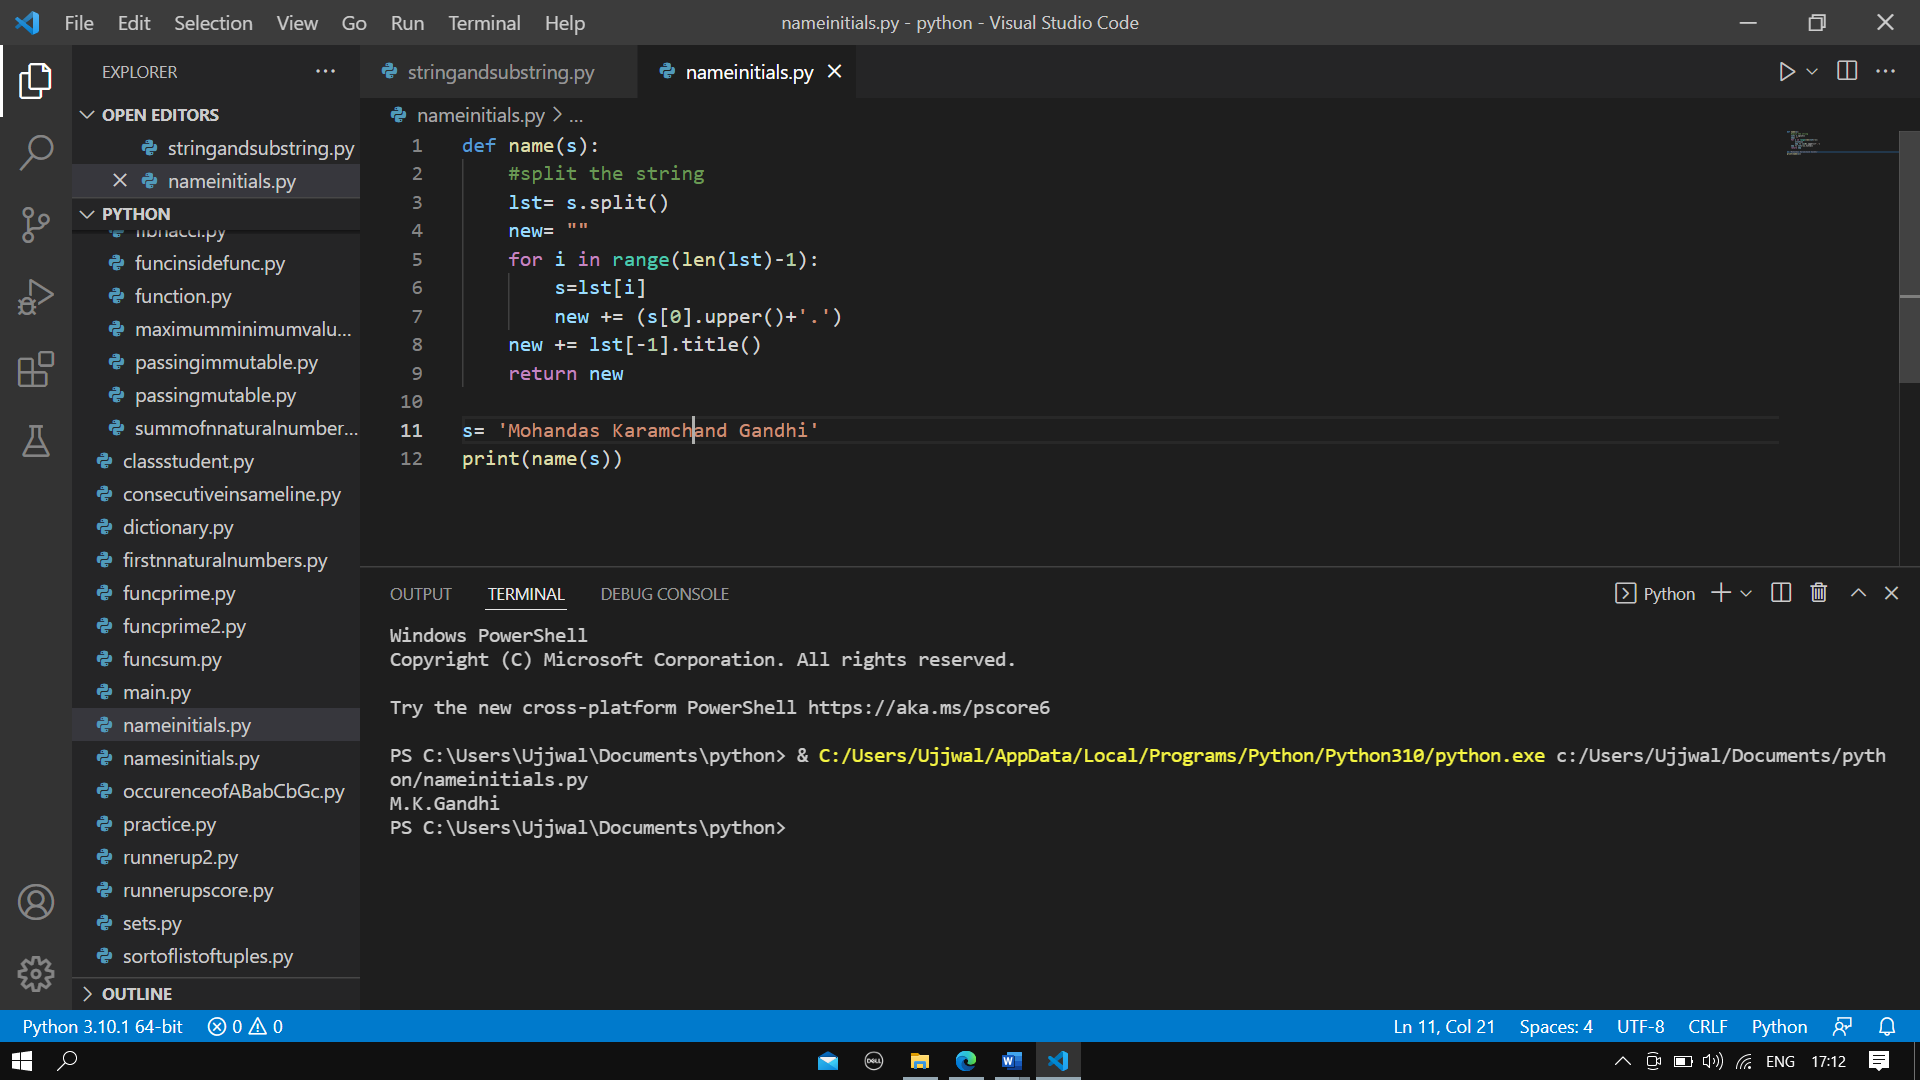 File Edit Selection View Go Run Terminal Help
nameinitials.py - python - Visual Studio Code
EXPLORER
OPEN EDITORS
stringandsubstring.py
nameinitials.py
PYTHON
fibnacci.py
funcinsidefunc.py
function.py
maximumminimumvalu...
passingimmutable.py
passingmutable.py
summofnnaturalnumber...
classstudent.py
consecutiveinsameline.py
dictionary.py
firstnnaturalnumbers.py
funcprime.py
funcprime2.py
funcsum.py
main.py
nameinitials.py
namesinitials.py
occurenceofABabCbGc.py
practice.py
runnerup2.py
runnerupscore.py
sets.py
sortoflistoftuples.py
OUTLINE
stringandsubstring.py
nameinitials.py
nameinitials.py > ...
1 def name(s):
2 #split the string
3 lst= s.split()
4 new= ""
5 for i in range(len(lst)-1):
6 s=lst[i]
7 new += (s[0].upper()+'.')
8 new += lst[-1].title()
9 return new
10
11 s= 'Mohandas Karamchand Gandhi'
12 print(name(s))
OUTPUT TERMINAL DEBUG CONSOLE
Python
Windows PowerShell
Copyright (C) Microsoft Corporation. All rights reserved.
Try the new cross-platform PowerShell https://aka.ms/pscore6
PS C:\Users\Ujjwal\Documents\python> & C:/Users/Ujjwal/AppData/Local/Programs/Python/Python310/python.exe c:/Users/Ujjwal/Documents/pyth
on/nameinitials.py
M.K.Gandhi
PS C:\Users\Ujjwal\Documents\python>
Python 3.10.1 64-bit 0 0
Ln 11, Col 21 Spaces: 4 UTF-8 CRLF Python
DELL
W
ENG 17:12